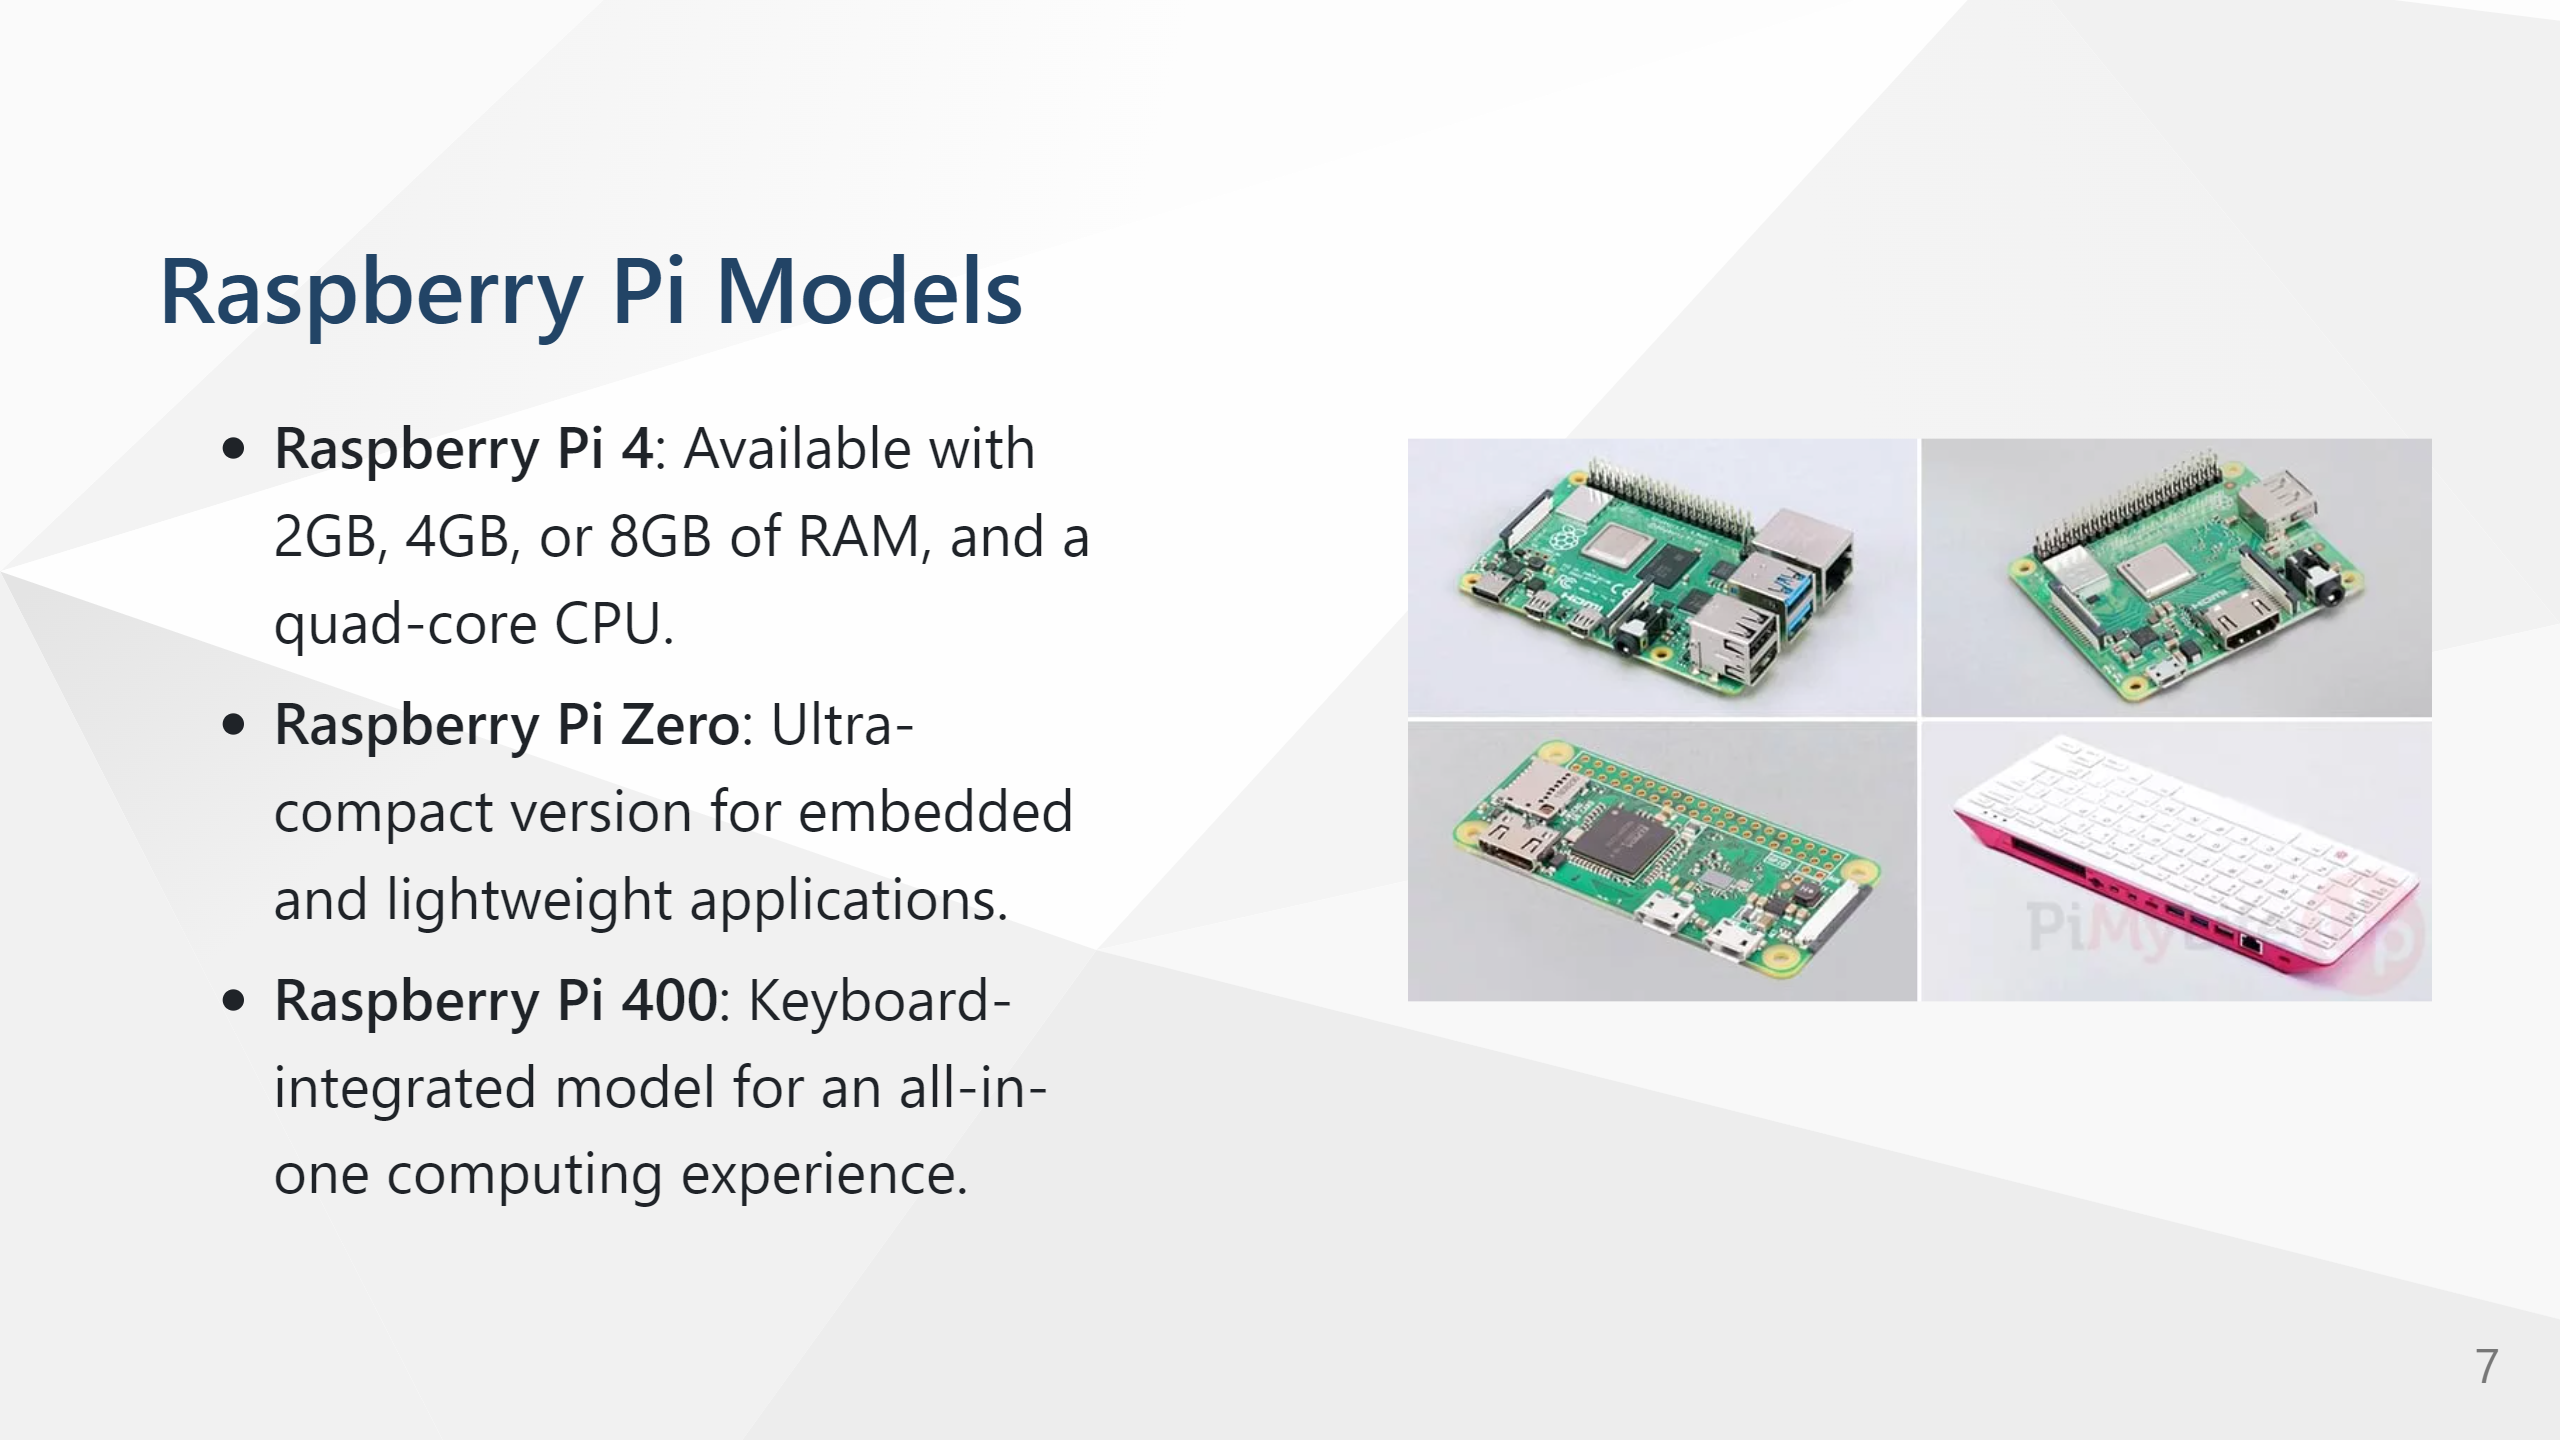 Raspberry Pi Models
• Raspberry Pi 4: Available with
2GB, 4GB, or 8GB of RAM, and a
quad-core CPU.
• Raspberry Pi Zero: Ultra-
compact version for embedded
and lightweight applications.
• Raspberry Pi 400: Keyboard-
integrated model for an all-in-
one computing experience.
HDMI
7